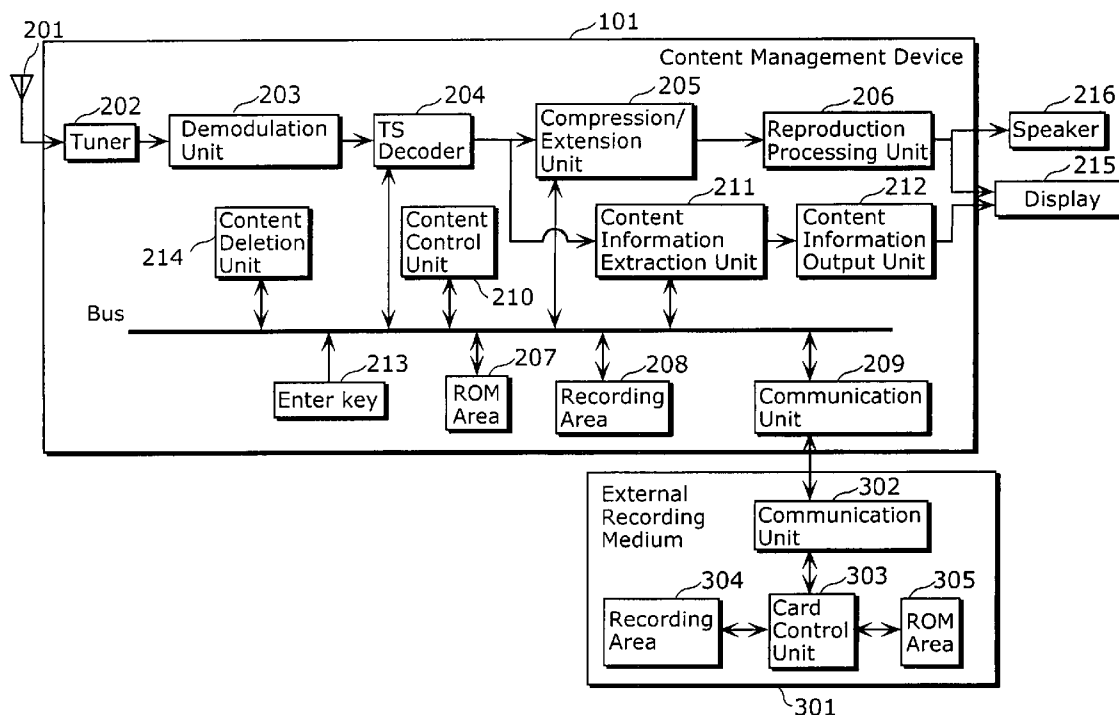 201
101
Content Management Device
202
Tuner
203
Demodulation
Unit
204
TS
Decoder
205
Compression/
Extension
Unit
206
Reproduction
Processing Unit
216
Speaker
215
Display
214
Content
Deletion
Unit
Content
Control
Unit
210
211
Content
Information
Extraction Unit
212
Content
Information
Output Unit
Bus
213
Enter key
207
ROM
Area
208
Recording
Area
209
Communication
Unit
External
Recording
Medium
302
Communication
Unit
304
Recording
Area
303
Card
Control
Unit
305
ROM
Area
301